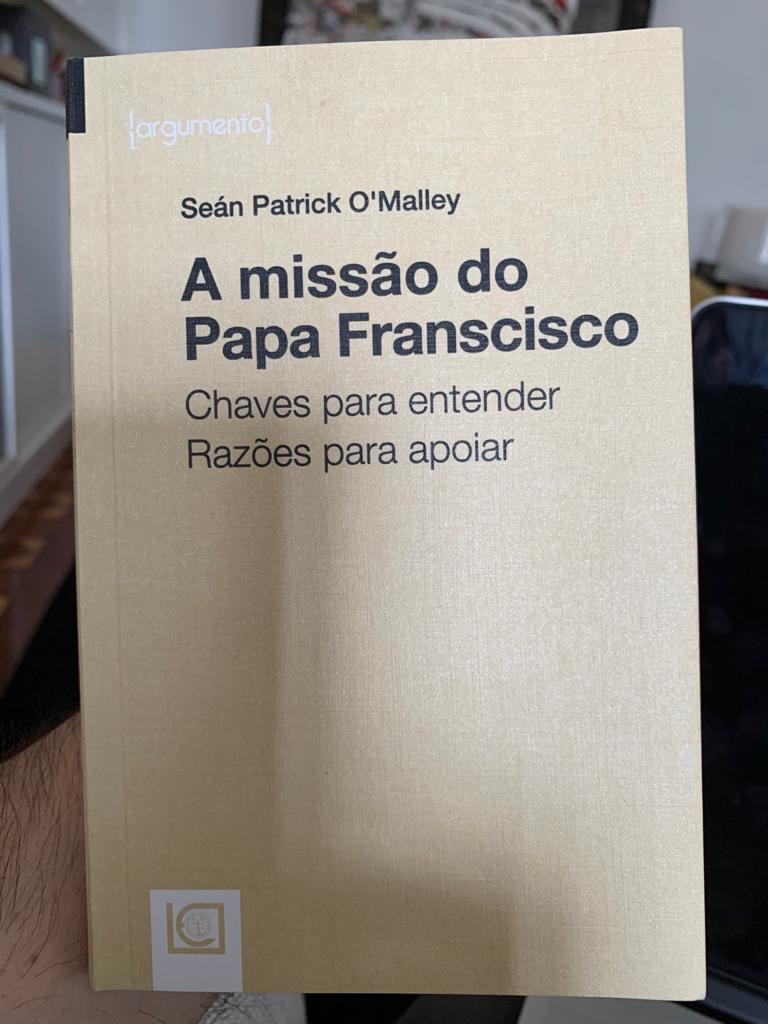 {argumento}
Seán Patrick O'Malley
A missão do
Papa Franscisco
Chaves para entender
Razões para apoiar